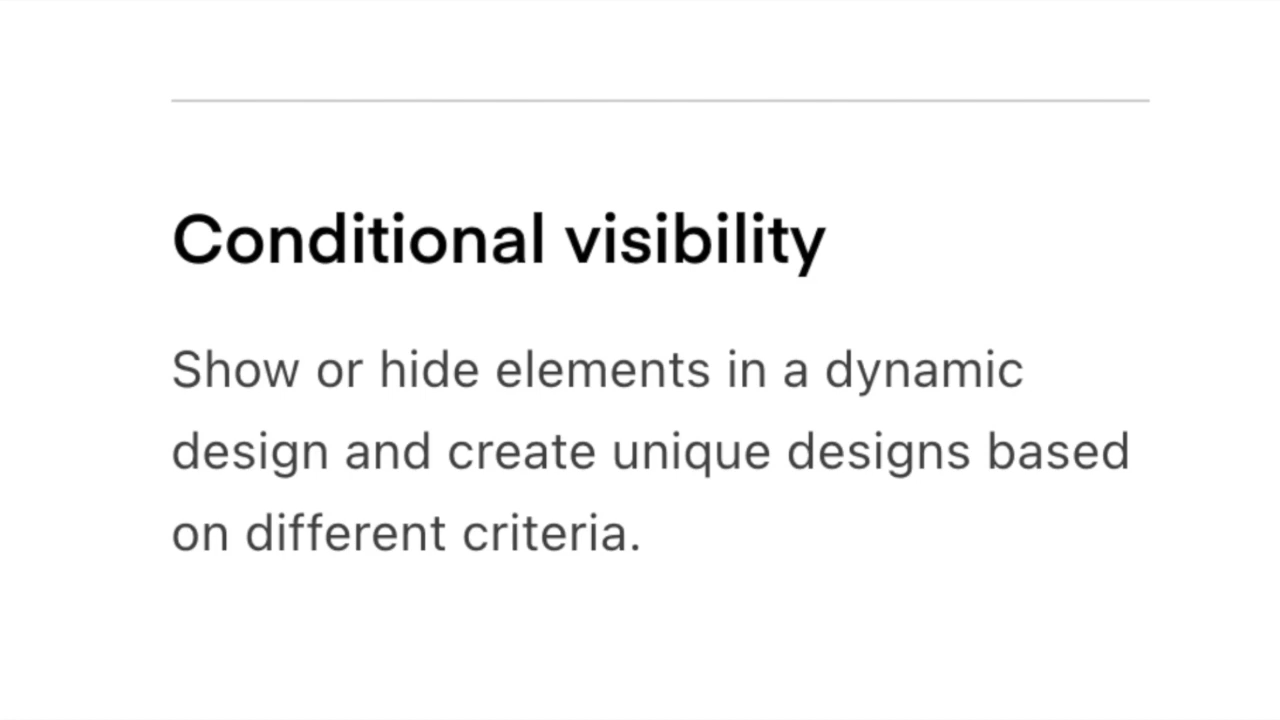 Conditional visibility
Show or hide elements in a dynamic
design and create unique designs based
on different criteria.